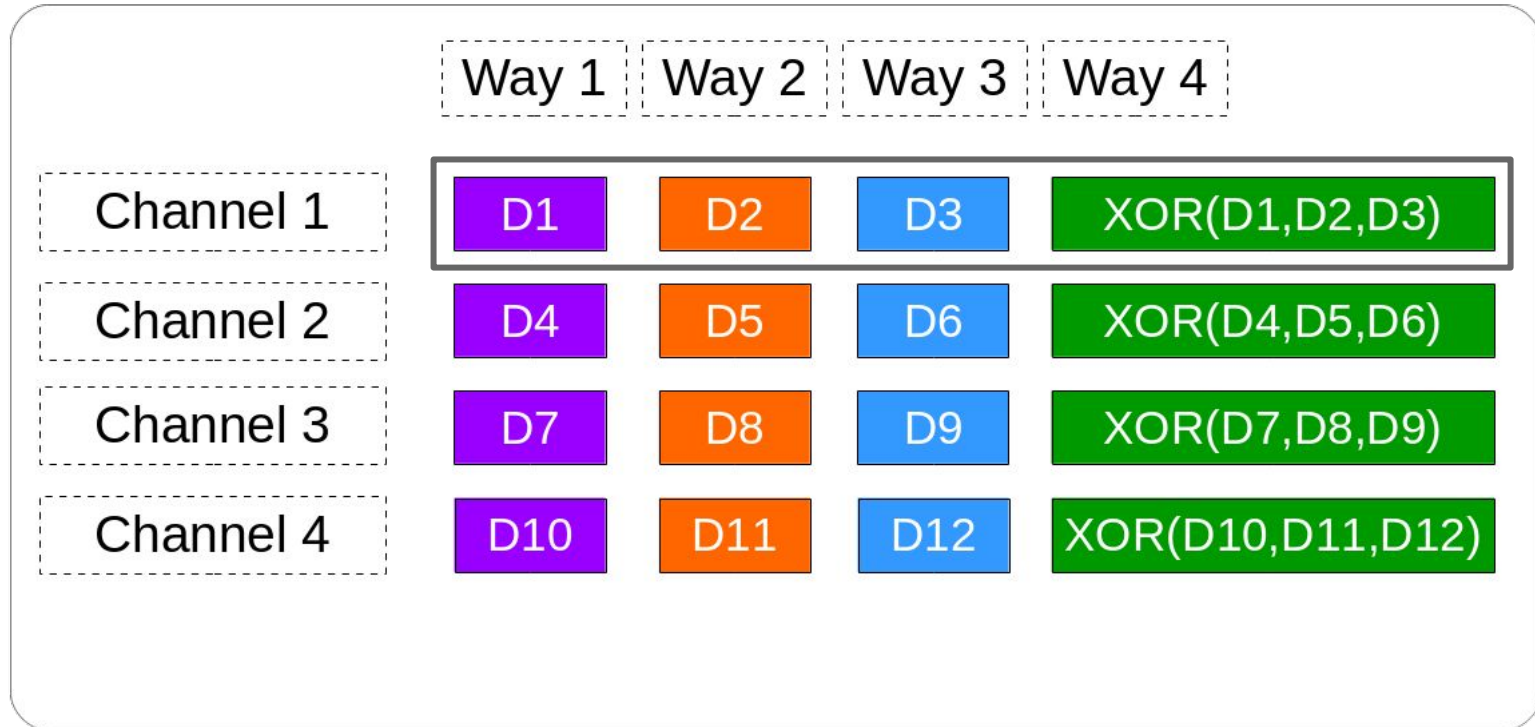 Way 1 Way 2 Way 3 Way 4
Channel 1 D1 D2 D3 XOR(D1,D2,D3)
Channel 2 D4 D5 D6 XOR(D4,D5,D6)
Channel 3 D7 D8 D9 XOR(D7,D8,D9)
Channel 4 D10 D11 D12 XOR(D10,D11,D12)